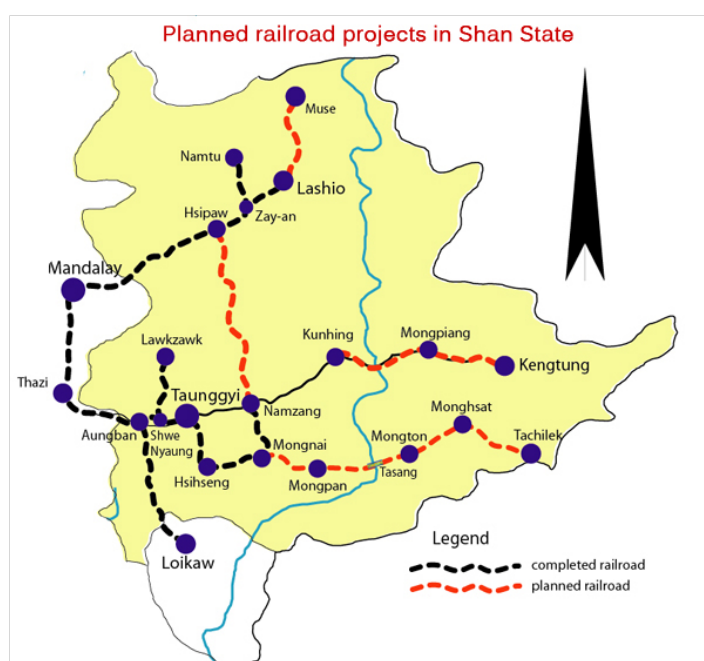 Planned railroad projects in Shan State
Muse
Namtu
Lashio
Zay-an
Hsipaw
Mandalay
Lawkzawk
Kunhing
Mongpiang
Kengtung
Thazi
Taunggyi
Namzang
Monghsat
Aungban
Shwe
Nyaung
Mongnai
Mongton
Tachilek
Hsihseng
Mongpan
Tasang
Loikaw
Legend
completed railroad
planned railroad